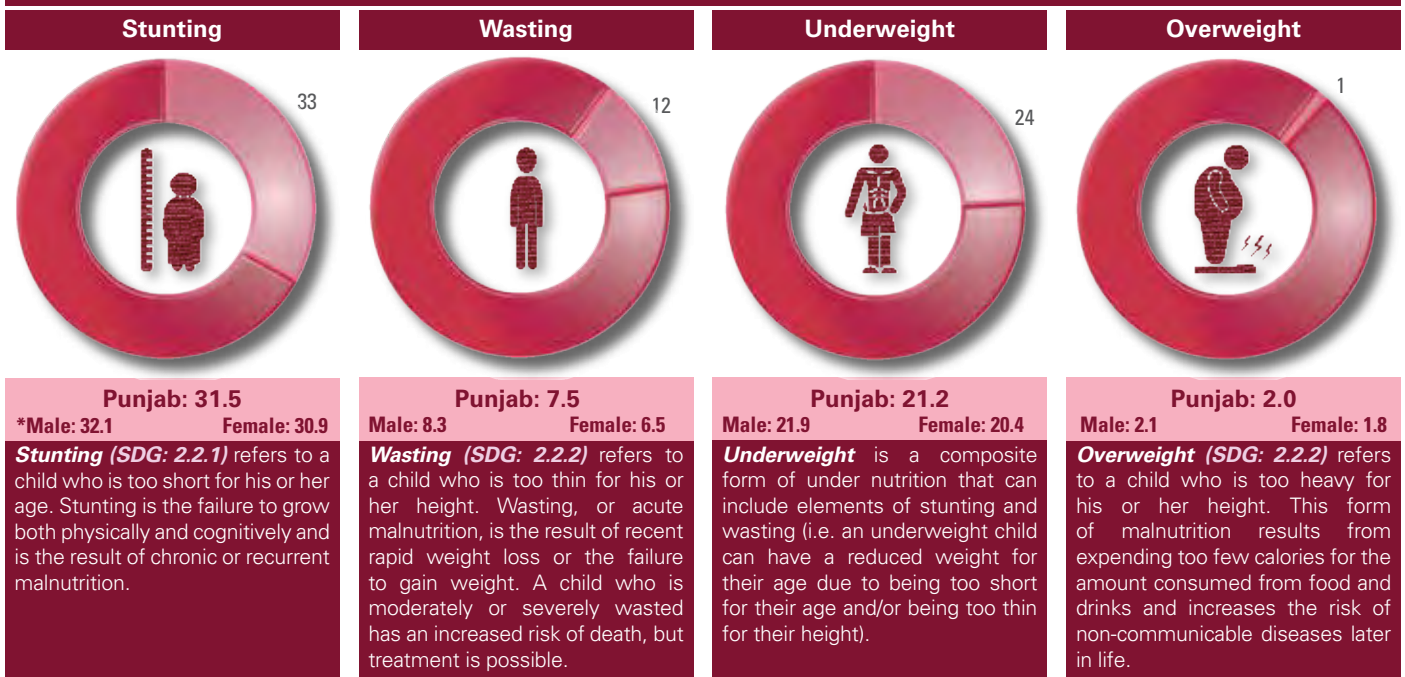 Stunting
33
Punjab: 31.5
*Male: 32.1 Female: 30.9
Stunting (SDG: 2.2.1) refers to a
child who is too short for his or her
age. Stunting is the failure to grow
both physically and cognitively and
is the result of chronic or recurrent
malnutrition.
Wasting
12
Punjab: 7.5
Male: 8.3 Female: 6.5
Wasting (SDG: 2.2.2) refers to
a child who is too thin for his or
her height. Wasting, or acute
malnutrition, is the result of recent
rapid weight loss or the failure
to gain weight. A child who is
moderately or severely wasted
has an increased risk of death, but
treatment is possible.
Underweight
24
Punjab: 21.2
Male: 21.9 Female: 20.4
Underweight is a composite
form of under nutrition that can
include elements of stunting and
wasting (i.e. an underweight child
can have a reduced weight for
their age due to being too short
for their age and/or being too thin
for their height).
Overweight
1
Punjab: 2.0
Male: 2.1 Female: 1.8
Overweight (SDG: 2.2.2) refers
to a child who is too heavy for
his or her height. This form
of malnutrition results from
expending too few calories for the
amount consumed from food and
drinks and increases the risk of
non-communicable diseases later
in life.